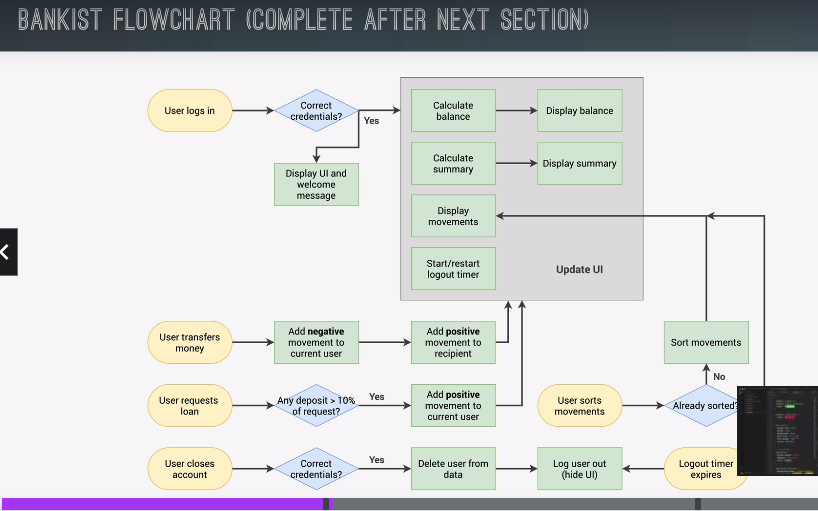 BANKIST FLOWCHART (COMPLETE AFTER NEXT SECTION)
User logs in
Correct
credentials?
Yes
Display UI and
welcome
message
Calculate
balance
Display balance
Calculate
summary
Display summary
Display
movements
Start/restart
logout timer
Update UI
User transfers
money
Add negative
movement to
current user
Add positive
movement to
recipient
Sort movements
No
User requests
loan
Any deposit > 10%
of request?
Yes
Add positive
movement to
current user
User sorts
movements
Already sorted?
User closes
account
Correct
credentials?
Yes
Delete user from
data
Log user out
(hide UI)
Logout timer
expires